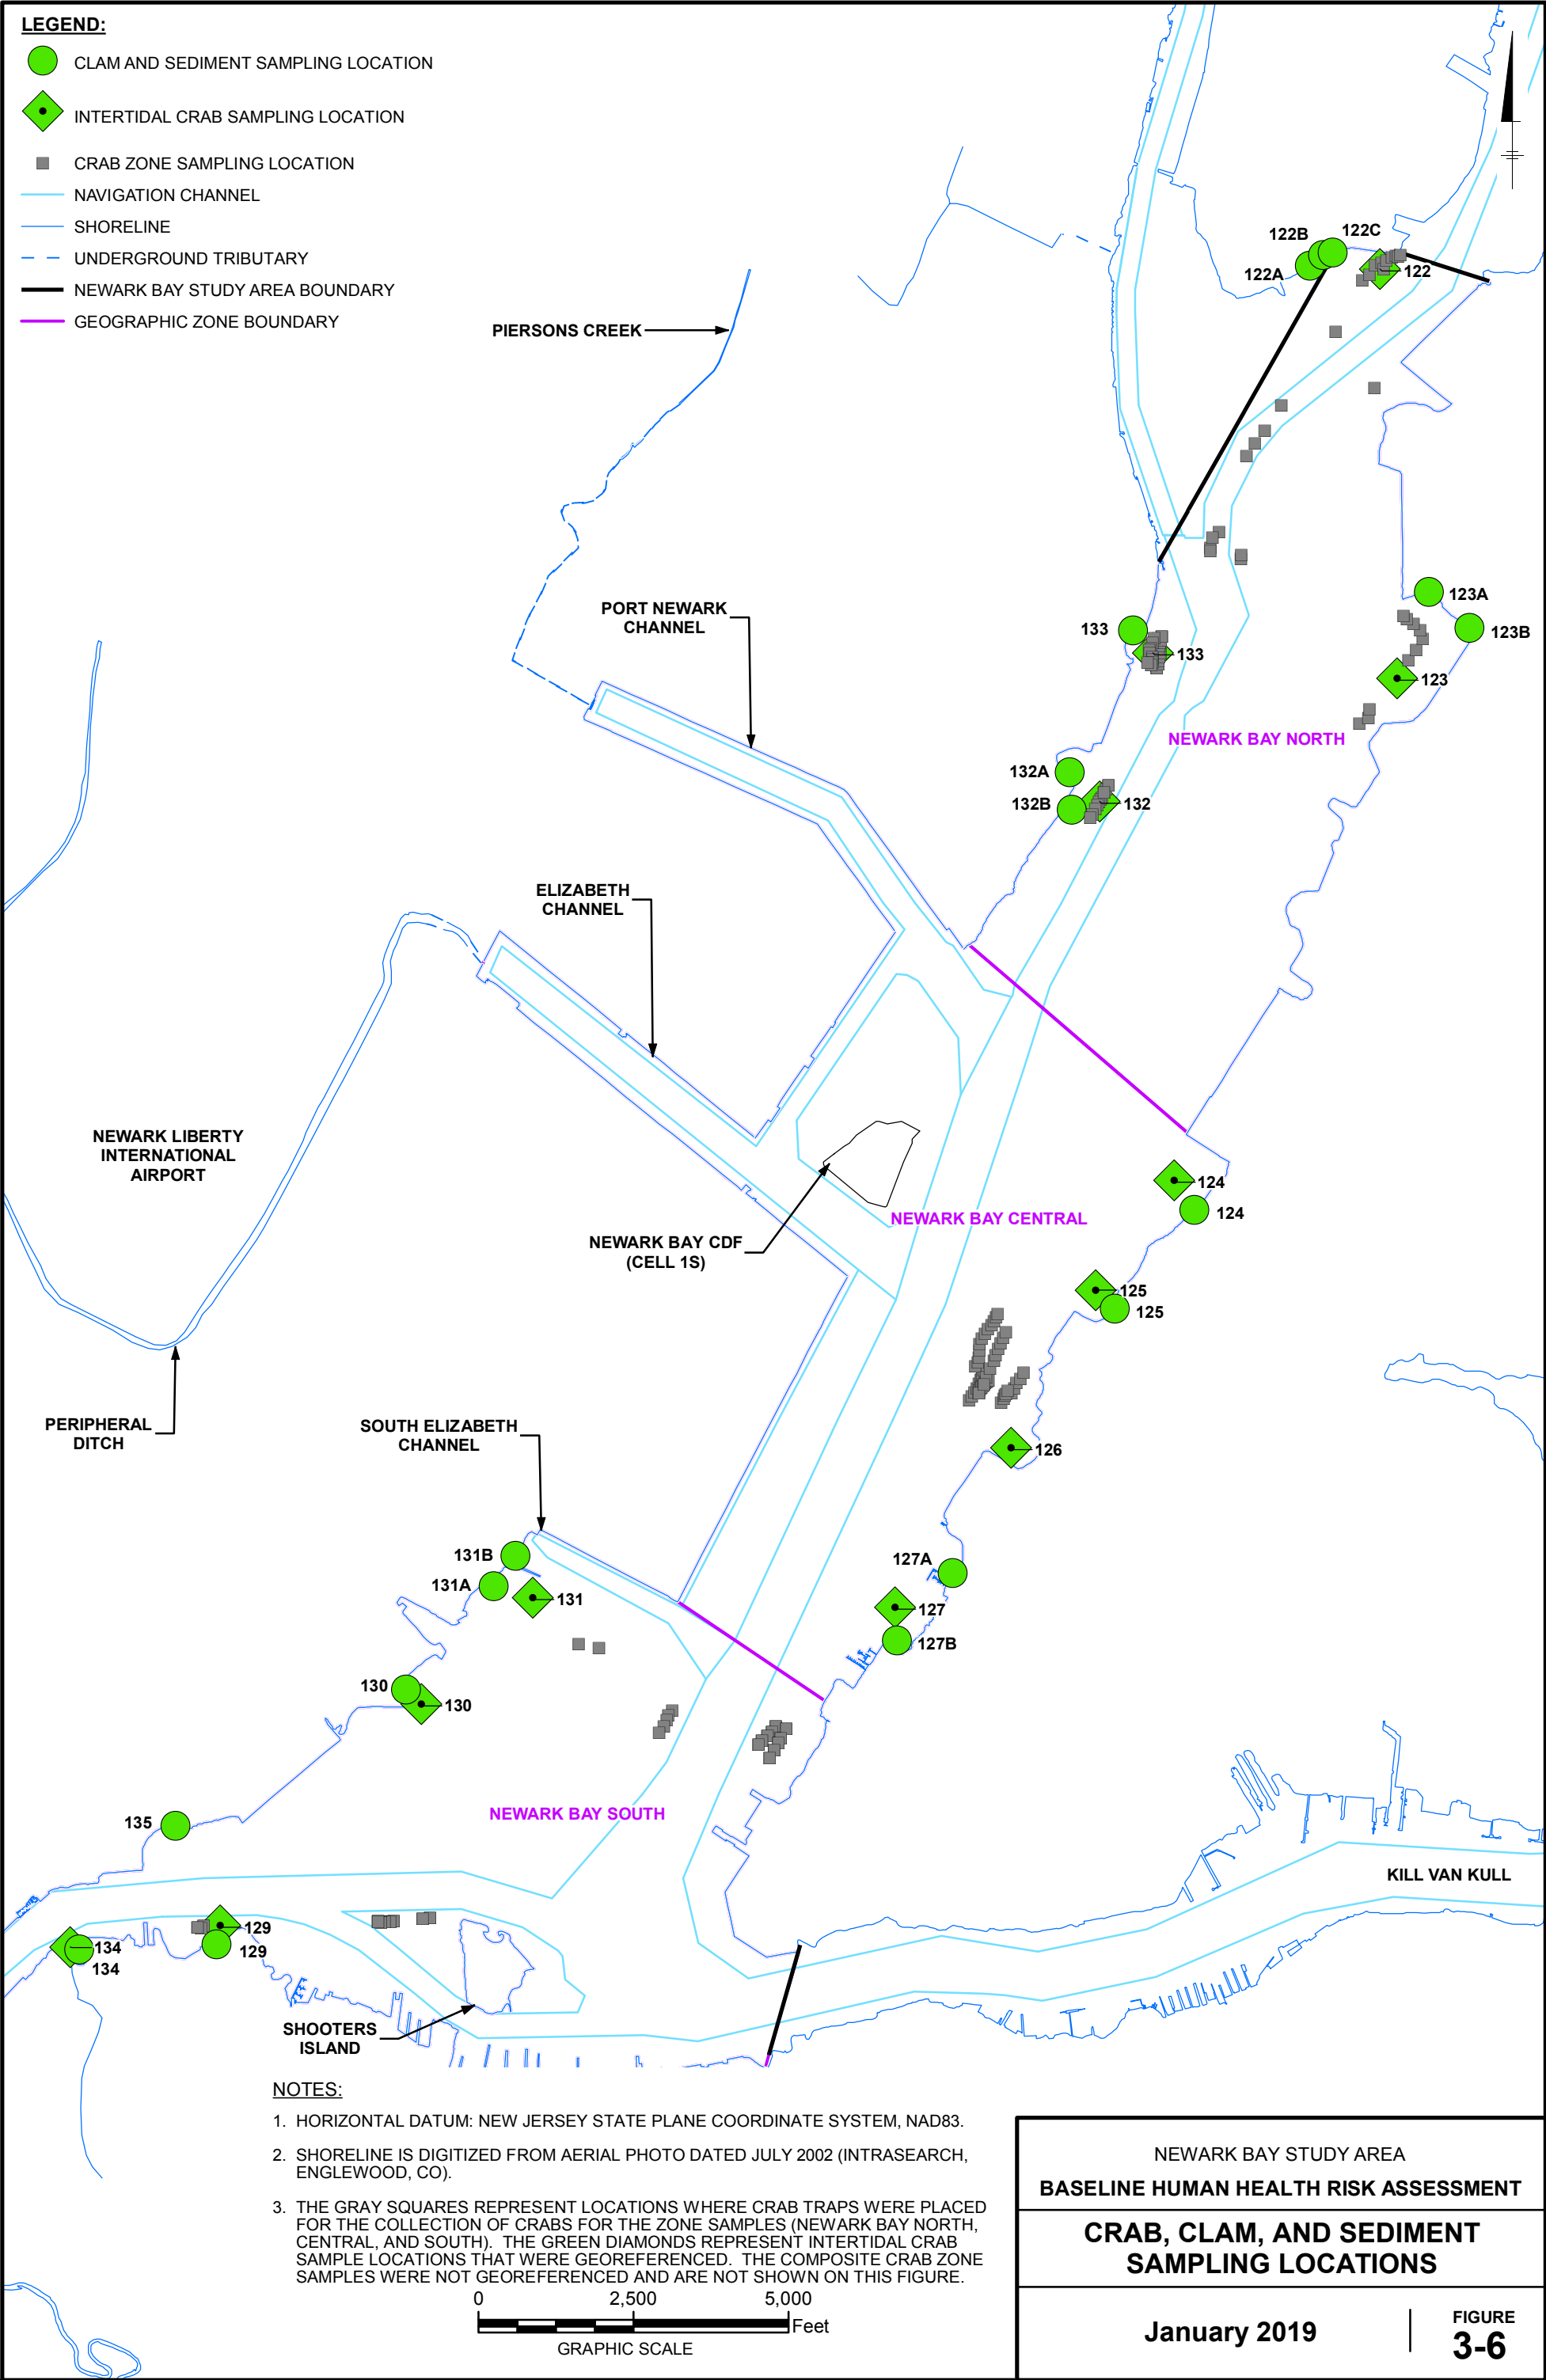 LEGEND:
CLAM AND SEDIMENT SAMPLING LOCATION
INTERTIDAL CRAB SAMPLING LOCATION
CRAB ZONE SAMPLING LOCATION
NAVIGATION CHANNEL
SHORELINE
UNDERGROUND TRIBUTARY
NEWARK BAY STUDY AREA BOUNDARY
GEOGRAPHIC ZONE BOUNDARY
122B
122C
122A
122
PIERSONS CREEK
PORT NEWARK
CHANNEL
123A
123B
133
133
123
NEWARK BAY NORTH
132A
132B
132
ELIZABETH
CHANNEL
NEWARK LIBERTY
INTERNATIONAL
AIRPORT
124
124
NEWARK BAY CENTRAL
NEWARK BAY CDF
(CELL 1S)
125
125
PERIPHERAL
DITCH
SOUTH ELIZABETH
CHANNEL
126
131B
131A
131
127A
127
127B
130
130
NEWARK BAY SOUTH
135
KILL VAN KULL
129
129
134
134
SHOOTERS
ISLAND
NOTES:
1. HORIZONTAL DATUM: NEW JERSEY STATE PLANE COORDINATE SYSTEM, NAD83.
2. SHORELINE IS DIGITIZED FROM AERIAL PHOTO DATED JULY 2002 (INTRASEARCH,
ENGLEWOOD, CO).
3. THE GRAY SQUARES REPRESENT LOCATIONS WHERE CRAB TRAPS WERE PLACED
FOR THE COLLECTION OF CRABS FOR THE ZONE SAMPLES (NEWARK BAY NORTH,
CENTRAL, AND SOUTH). THE GREEN DIAMONDS REPRESENT INTERTIDAL CRAB
SAMPLE LOCATIONS THAT WERE GEOREFERENCED. THE COMPOSITE CRAB ZONE
SAMPLES WERE NOT GEOREFERENCED AND ARE NOT SHOWN ON THIS FIGURE.
0 2,500 5,000
Feet
GRAPHIC SCALE
NEWARK BAY STUDY AREA
BASELINE HUMAN HEALTH RISK ASSESSMENT
CRAB, CLAM, AND SEDIMENT
SAMPLING LOCATIONS
January 2019
FIGURE
3-6